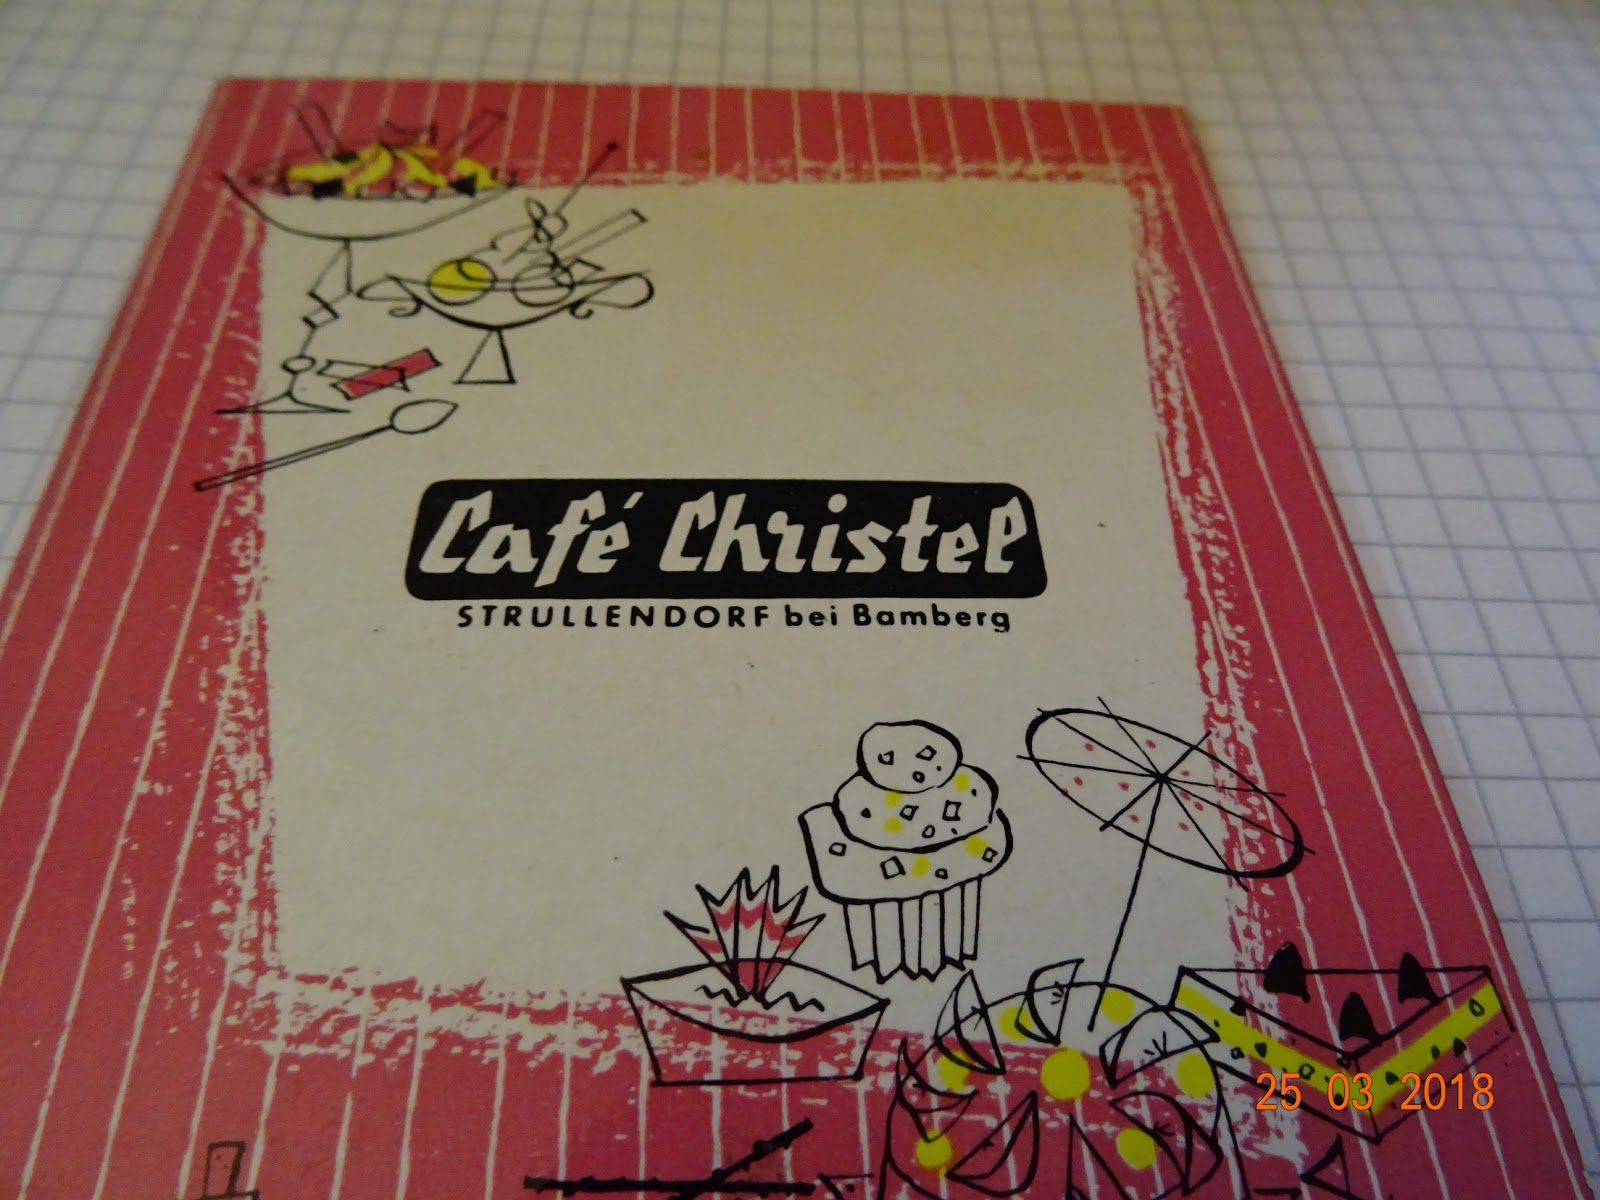 Café Christel
STRULLENDORF bei Bamberg
25 03 2018